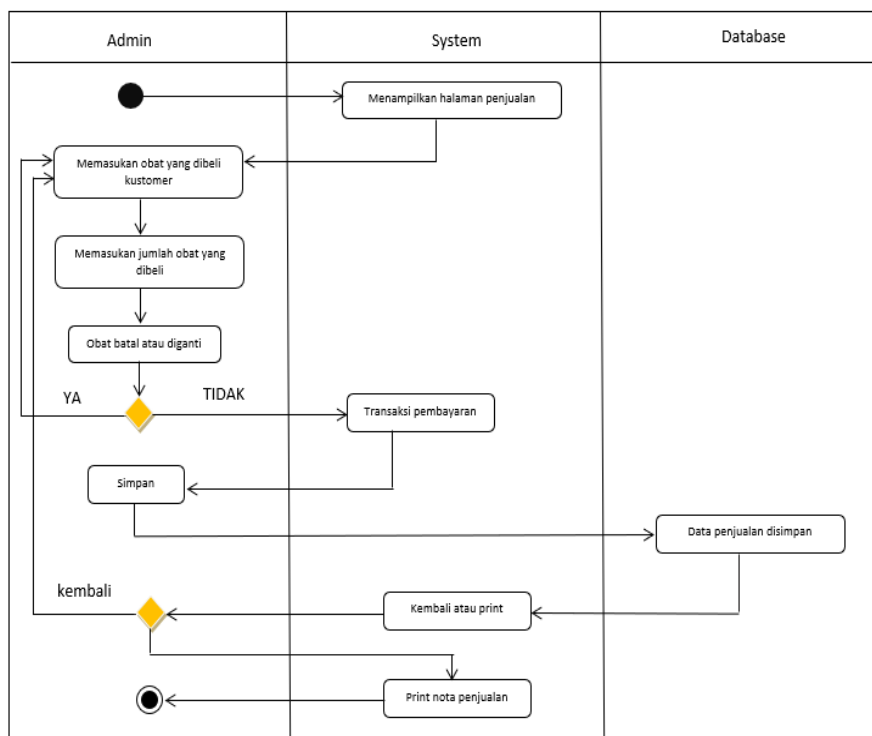 Admin
System
Database
Menampilkan halaman penjualan
Memasukan obat yang dibeli
kustomer
Memasukan jumlah obat yang
dibeli
Obat batal atau diganti
YA
TIDAK
Transaksi pembayaran
Simpan
Data penjualan disimpan
kembali
Kembali atau print
Print nota penjualan